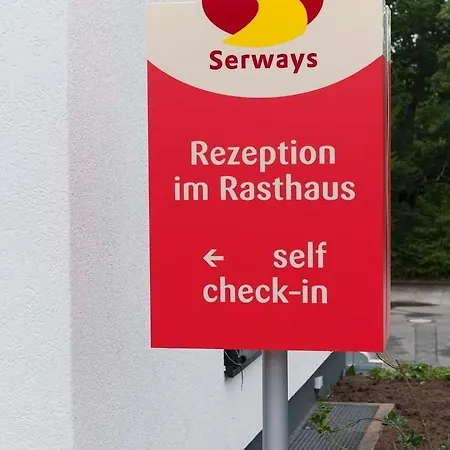 Serways
Rezeption
im Rasthaus
← self
check-in